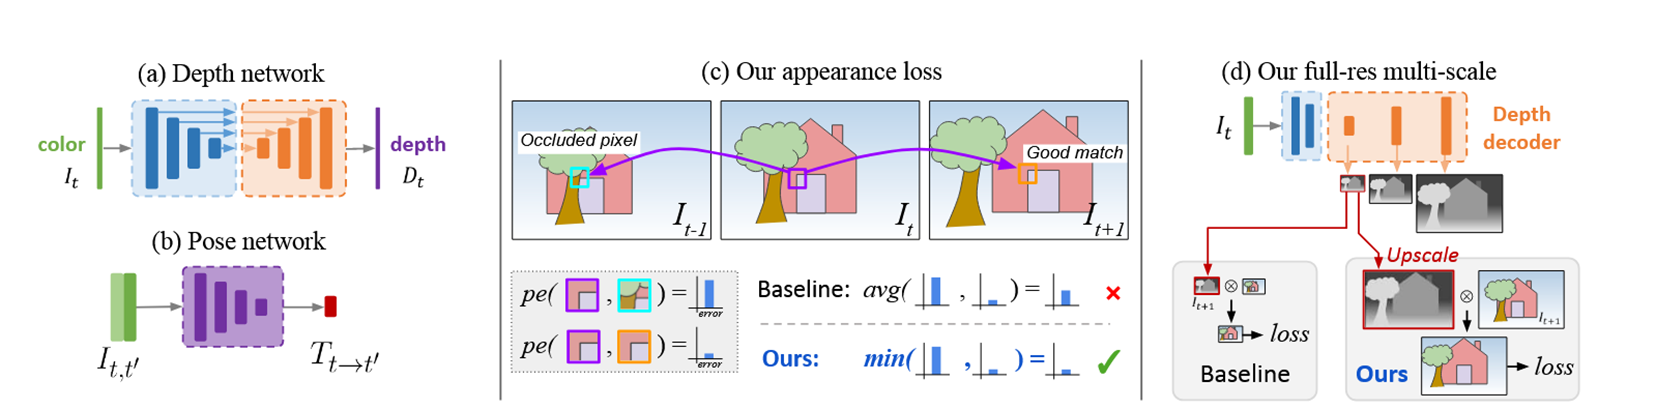 (a) Depth network
color
I_t
depth
D_t
(b) Pose network
I_{t,t'}
T_{t→t'}
(c) Our appearance loss
Occluded pixel
Good match
I_{t-1}
I_t
I_{t+1}
pe( , ) =
error
pe( , ) =
error
Baseline: avg( , ) = ×
Ours: min( , ) = ✓
(d) Our full-res multi-scale
I_t
Depth
decoder
Upscale
I_{t+1}
⊗
loss
Baseline
⊗
I_{t+1}
Ours
loss